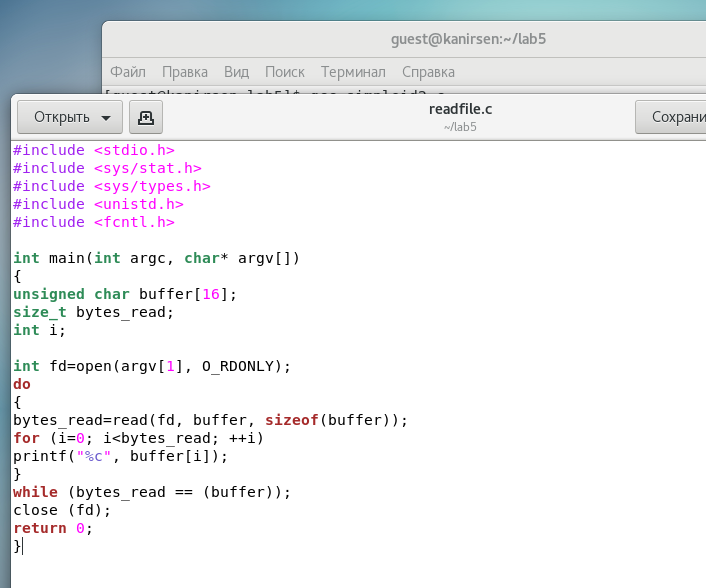 guest@kanirsen:~/lab5
Файл Правка Вид Поиск Терминал Справка
Открыть
readfile.c
~/lab5
Сохрани
#include <stdio.h>
#include <sys/stat.h>
#include <sys/types.h>
#include <unistd.h>
#include <fcntl.h>
int main(int argc, char* argv[])
{
unsigned char buffer[16];
size_t bytes_read;
int i;
int fd=open(argv[1], O_RDONLY);
do
{
bytes_read=read(fd, buffer, sizeof(buffer));
for (i=0; i<bytes_read; ++i)
printf("%c", buffer[i]);
}
while (bytes_read == (buffer));
close (fd);
return 0;
}